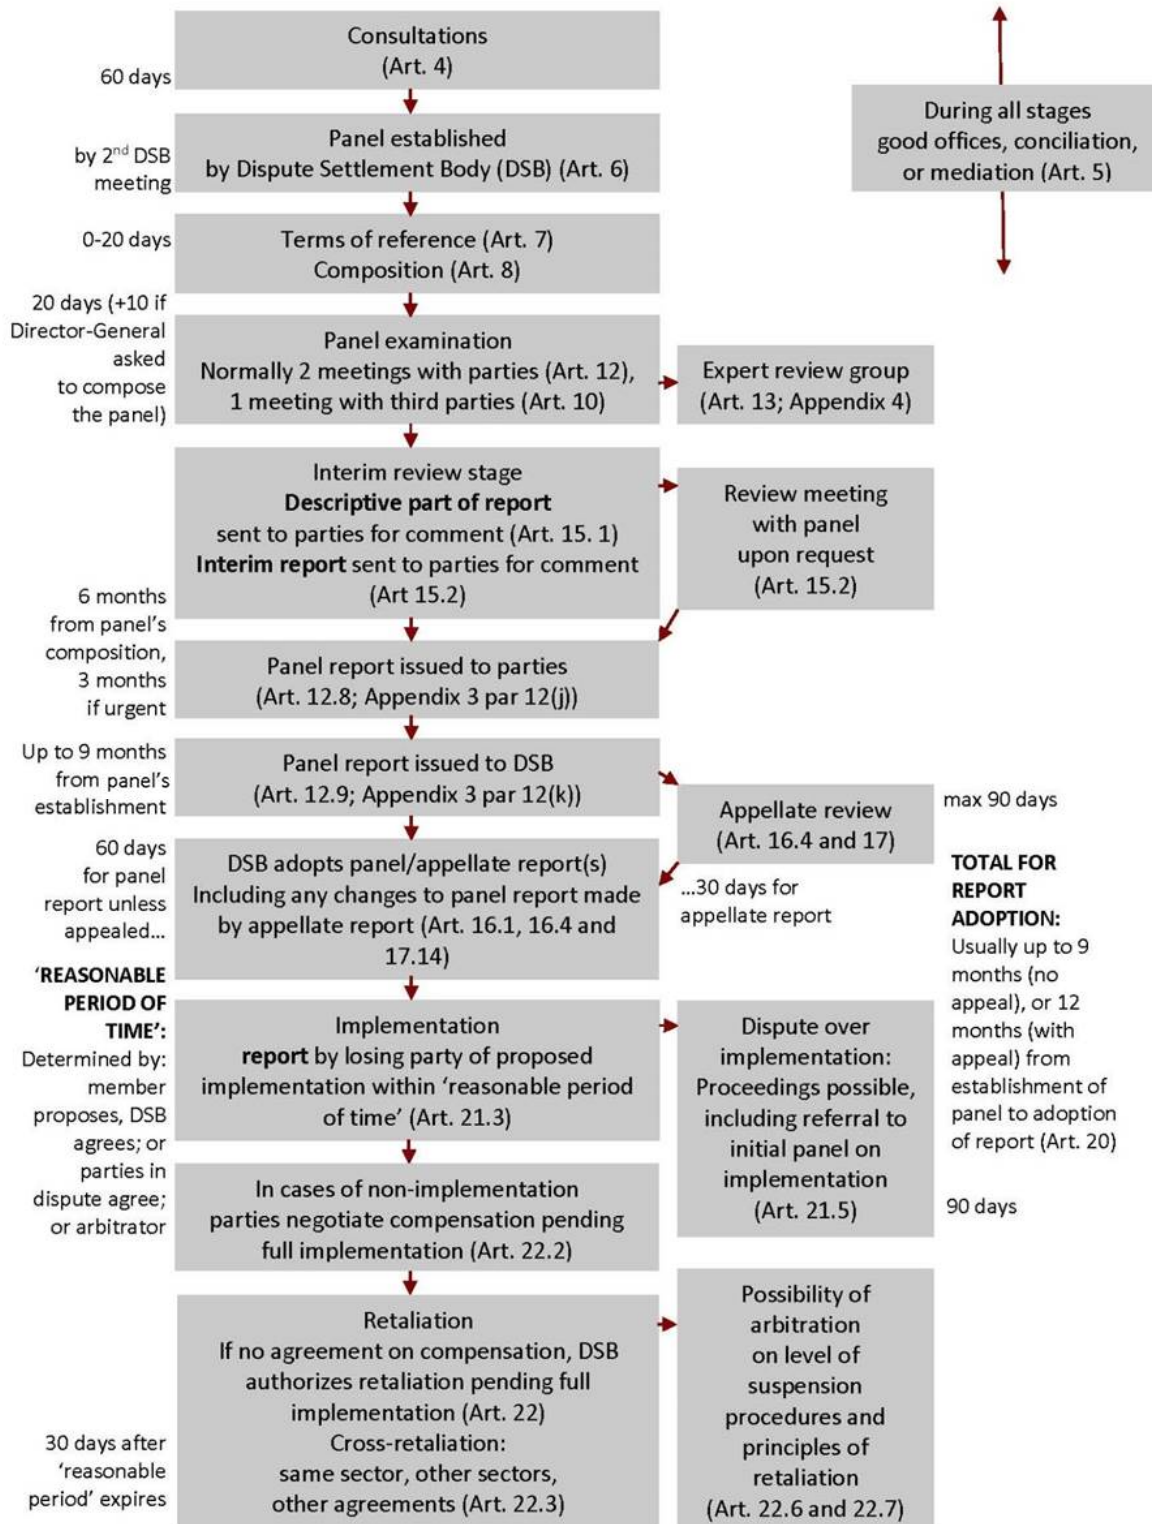 Consultations
(Art. 4)
60 days
During all stages
good offices, conciliation,
or mediation (Art. 5)
Panel established
by Dispute Settlement Body (DSB) (Art. 6)
by 2nd DSB
meeting
0-20 days
Terms of reference (Art. 7)
Composition (Art. 8)
20 days (+10 if
Director-General
asked
to compose
the panel)
Panel examination
Normally 2 meetings with parties (Art. 12),
1 meeting with third parties (Art. 10)
Expert review group
(Art. 13; Appendix 4)
Interim review stage
Descriptive part of report
sent to parties for comment (Art. 15. 1)
Interim report sent to parties for comment
(Art 15.2)
Review meeting
with panel
upon request
(Art. 15.2)
6 months
from panel's
composition,
3 months
if urgent
Panel report issued to parties
(Art. 12.8; Appendix 3 par 12(j))
Up to 9 months
from panel's
establishment
Panel report issued to DSB
(Art. 12.9; Appendix 3 par 12(k))
Appellate review
(Art. 16.4 and 17)
max 90 days
60 days
for panel
report unless
appealed...
DSB adopts panel/appellate report(s)
Including any changes to panel report made
by appellate report (Art. 16.1, 16.4 and
17.14)
...30 days for
appellate report
TOTAL FOR
REPORT
ADOPTION:
Usually up to 9
months (no
appeal), or 12
months (with
appeal) from
establishment of
panel to adoption
of report (Art. 20)
‘REASONABLE
PERIOD OF
TIME’:
Determined by:
member
proposes, DSB
agrees; or
parties in
dispute agree;
or arbitrator
Implementation
report by losing party of proposed
implementation within ‘reasonable period
of time’ (Art. 21.3)
Dispute over
implementation:
Proceedings possible,
including referral to
initial panel on
implementation
(Art. 21.5)
90 days
In cases of non-implementation
parties negotiate compensation pending
full implementation (Art. 22.2)
Retaliation
If no agreement on compensation, DSB
authorizes retaliation pending full
implementation (Art. 22)
Cross-retaliation:
same sector, other sectors,
other agreements (Art. 22.3)
30 days after
‘reasonable
period’ expires
Possibility of
arbitration
on level of
suspension
procedures and
principles of
retaliation
(Art. 22.6 and 22.7)